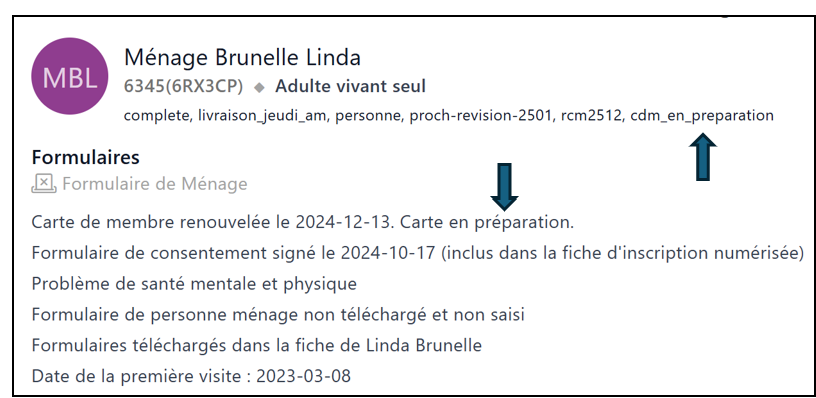 MBL
Ménage Brunelle Linda
6345(6RX3CP) ◆ Adulte vivant seul
complete, livraison_jeudi_am, personne, proch-revision-2501, rcm2512, cdm_en_preparation
Formulaires
Formulaire de Ménage
Carte de membre renouvelée le 2024-12-13. Carte en préparation.
Formulaire de consentement signé le 2024-10-17 (inclus dans la fiche d'inscription numérisée)
Problème de santé mentale et physique
Formulaire de personne ménage non téléchargé et non saisi
Formulaires téléchargés dans la fiche de Linda Brunelle
Date de la première visite : 2023-03-08